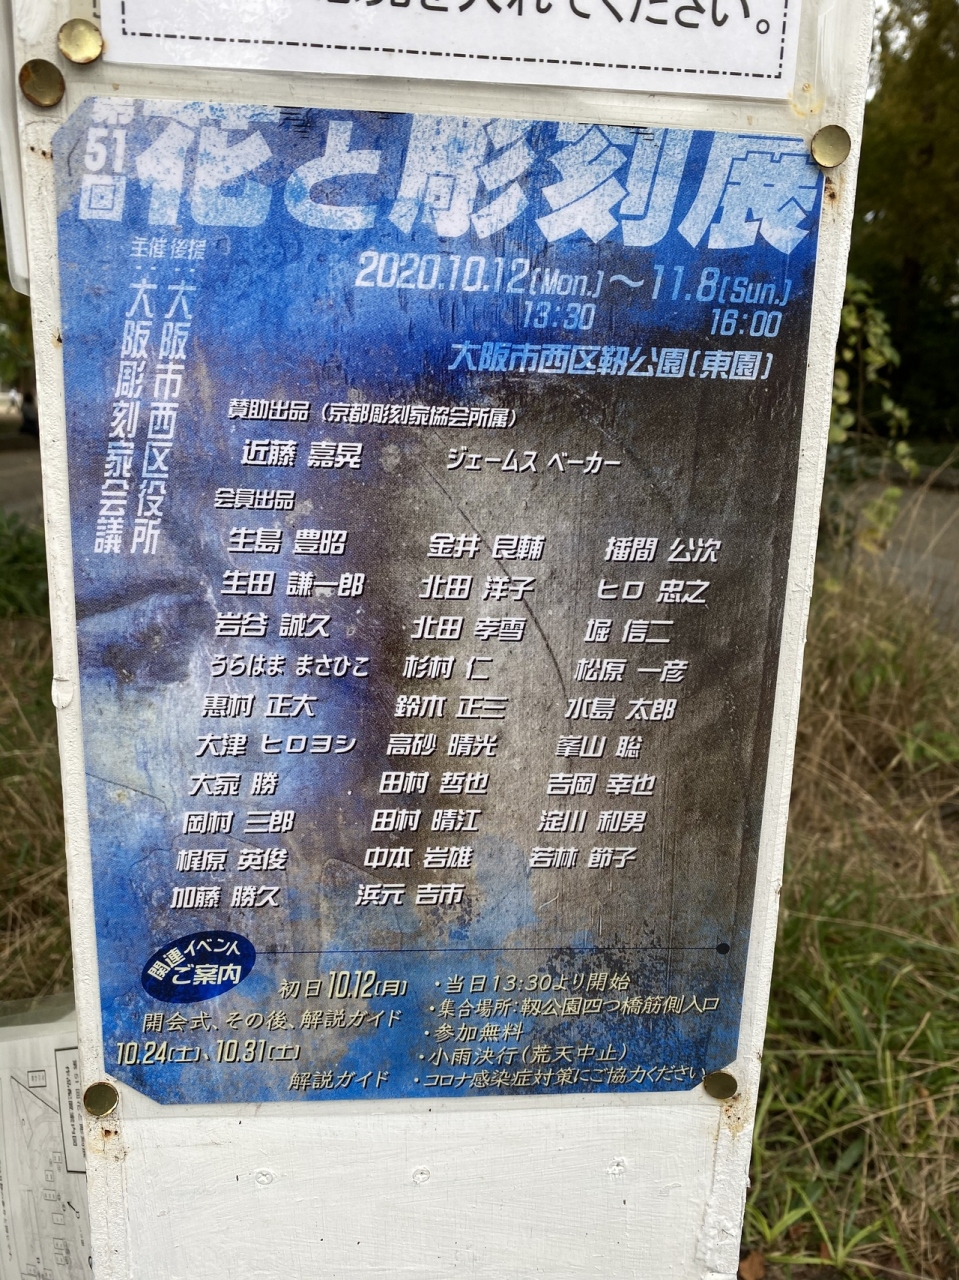 を入れてください。
第51回
花と彫刻展
主催:大阪彫刻家会議
後援:大阪市西区役所
2020.10.12(Mon.)～11.8(Sun.)
13:30 16:00
大阪市西区靱公園(東園)
賛助出品(京都彫刻家協会所属)
近藤 嘉晃 ジェームス ベーカー
会員出品
生島 豊昭 金井 良輔 播間 公次
生田 謙一郎 北田 洋子 ヒロ 忠之
岩谷 誠久 北田 孝雪 堀 信二
うらはま まさひこ 杉村 仁 松原 一彦
惠村 正大 鈴木 正三 水島 太郎
大津 ヒロヨシ 高砂 晴光 峯山 聡
大家 勝 田村 哲也 吉岡 幸也
岡村 三郎 田村 晴江 淀川 和男
梶原 英俊 中本 岩雄 若林 節子
加藤 勝久 浜元 吉市
関連イベント
ご案内
初日10.12(月)
開会式、その後、解説ガイド
10.24(土)、10.31(土)
解説ガイド
・当日13:30より開始
・集合場所:靱公園四つ橋筋側入口
・参加無料
・小雨決行(荒天中止)
・コロナ感染症対策にご協力ください